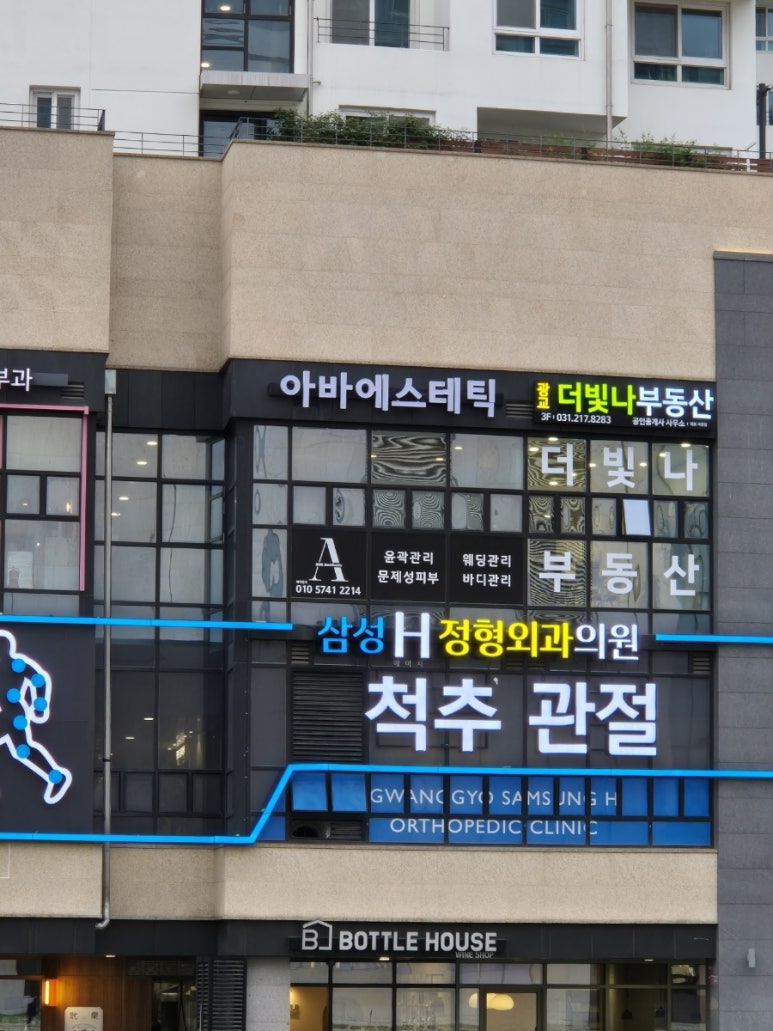 부과
아바에스테틱
광교 더빛나부동산
3F 031.217.8283 공인중개사 사무소
더 빛 나
부 동 산
A
010 5741 2214
윤곽관리
문제성피부
웨딩관리
바디관리
삼성H정형외과의원
에이치
척추 관절
GWANGGYO SAMSUNG H
ORTHOPEDIC CLINIC
BOTTLE HOUSE
WINE SHOP